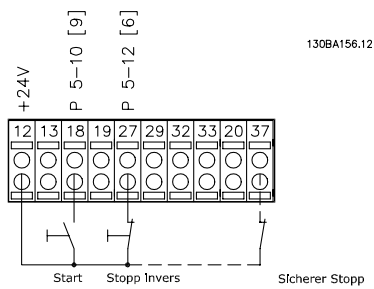 130BA156.12
+24V
P 5-10 [9]
P 5-12 [6]
12 13 18 19 27 29 32 33 20 37
Start
Stopp invers
Sicherer Stopp